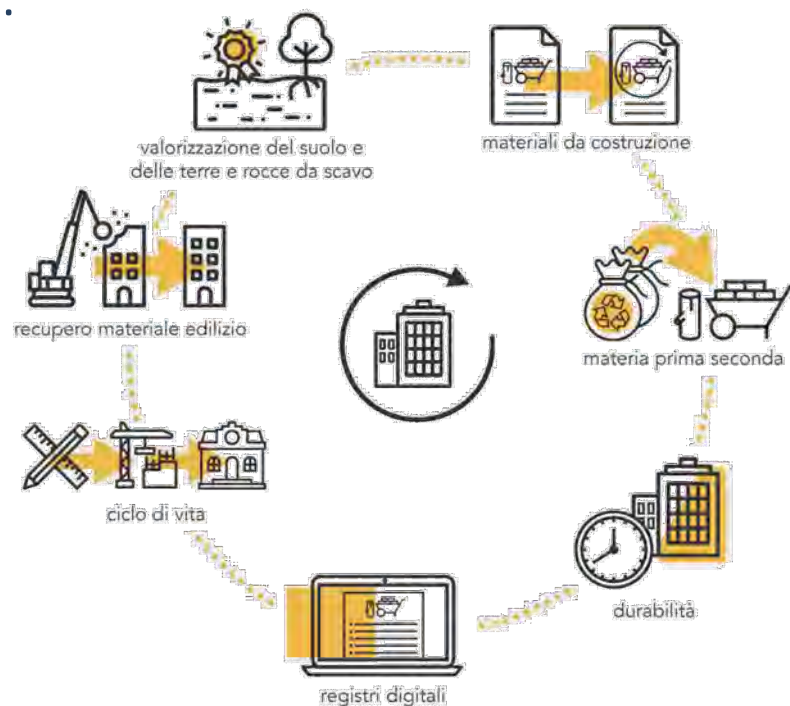 valorizzazione del suolo e
delle terre e rocce da scavo
materiali da costruzione
recupero materiale edilizio
materia prima seconda
ciclo di vita
durabilità
registri digitali